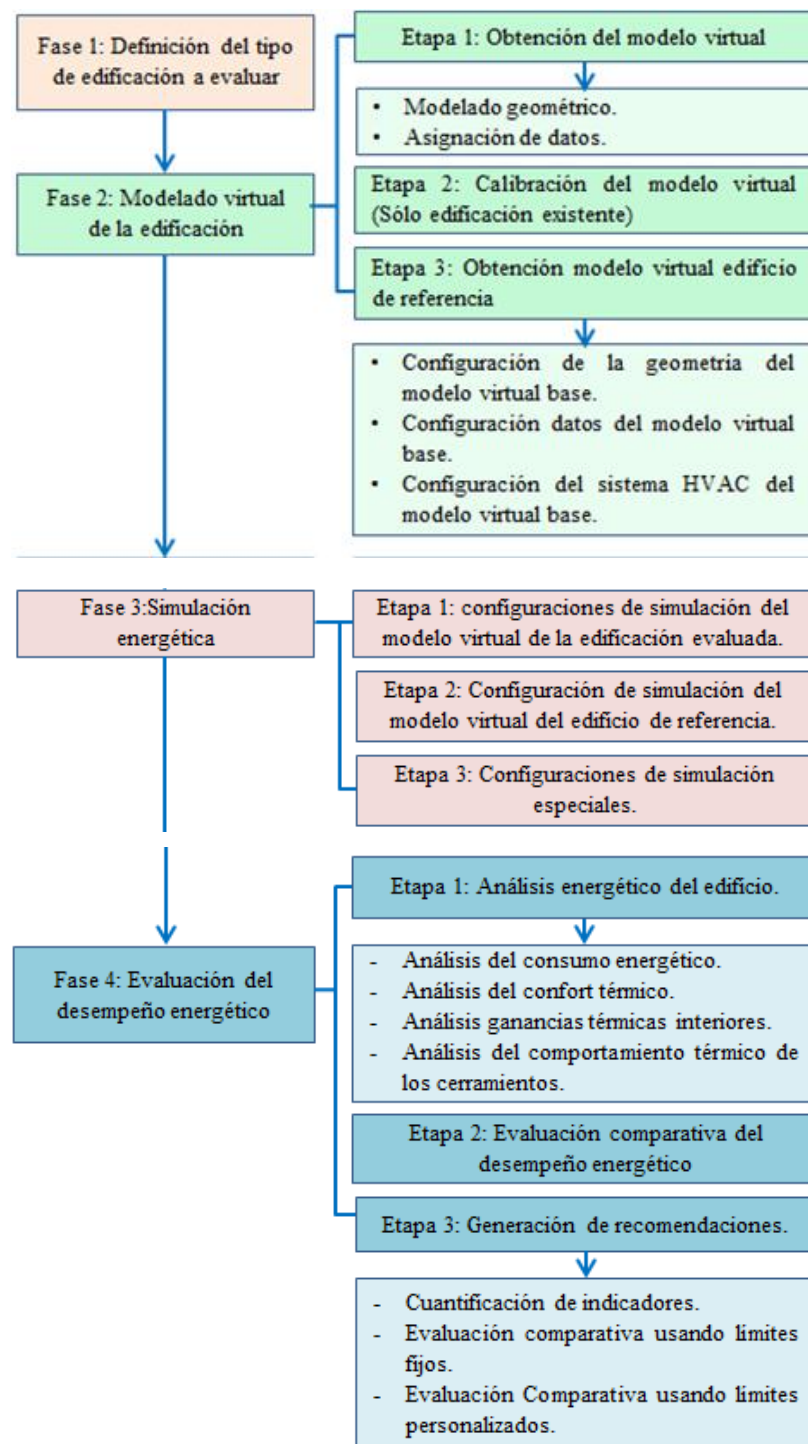 Fase 1: Definición del tipo
de edificación a evaluar
Etapa 1: Obtención del modelo virtual
• Modelado geométrico.
• Asignación de datos.
Fase 2: Modelado virtual
de la edificación
Etapa 2: Calibración del modelo virtual
(Sólo edificación existente)
Etapa 3: Obtención modelo virtual edificio
de referencia
• Configuración de la geometría del
modelo virtual base.
• Configuración datos del modelo virtual
base.
• Configuración del sistema HVAC del
modelo virtual base.
Fase 3:Simulación
energética
Etapa 1: configuraciones de simulación del
modelo virtual de la edificación evaluada.
Etapa 2: Configuración de simulación del
modelo virtual del edificio de referencia.
Etapa 3: Configuraciones de simulación
especiales.
Fase 4: Evaluación del
desempeño energético
Etapa 1: Análisis energético del edificio.
- Análisis del consumo energético.
- Análisis del confort térmico.
- Análisis ganancias térmicas interiores.
- Análisis del comportamiento térmico de
los cerramientos.
Etapa 2: Evaluación comparativa del
desempeño energético
Etapa 3: Generación de recomendaciones.
- Cuantificación de indicadores.
- Evaluación comparativa usando límites
fijos.
- Evaluación Comparativa usando límites
personalizados.